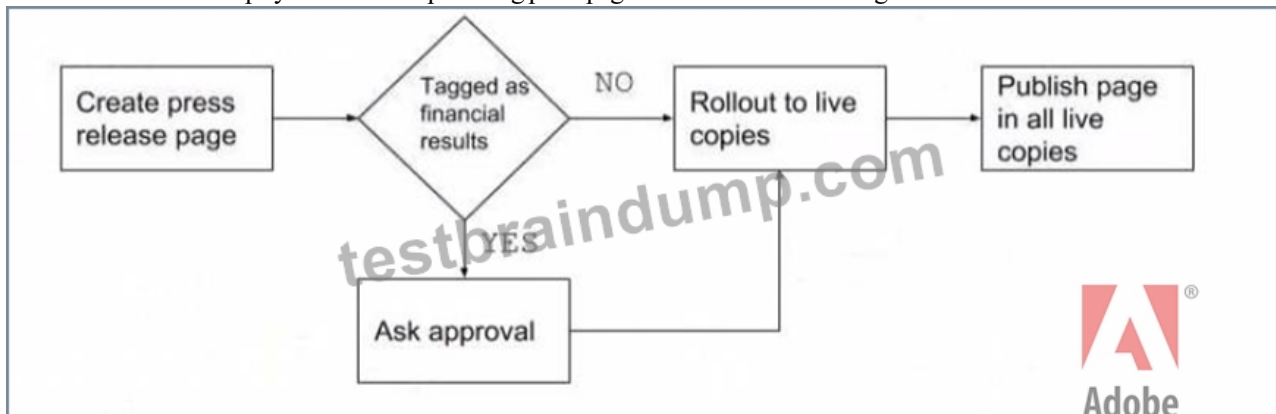 Create press
release page
Tagged as
financial
results
NO
Rollout to live
copies
Publish page
in all live
copies
testbraindump.com
YES
Ask approval
®
Adobe